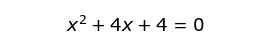 x² + 4x + 4 = 0